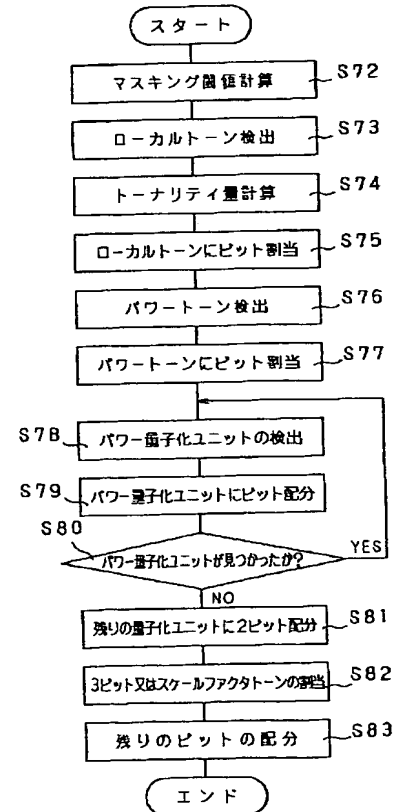 スタート
マスキング閾値計算
S72
ローカルトーン検出
S73
トーナリティ量計算
S74
ローカルトーンにビット割当
S75
パワートーン検出
S76
パワートーンにビット割当
S77
S78
パワー量子化ユニットの検出
S79
パワー量子化ユニットにビット配分
S80
パワー量子化ユニットが見つかったか?
YES
NO
残りの量子化ユニットに2ビット配分
S81
3ビット又はスケールファクタトーンの割当
S82
残りのビットの配分
S83
エンド